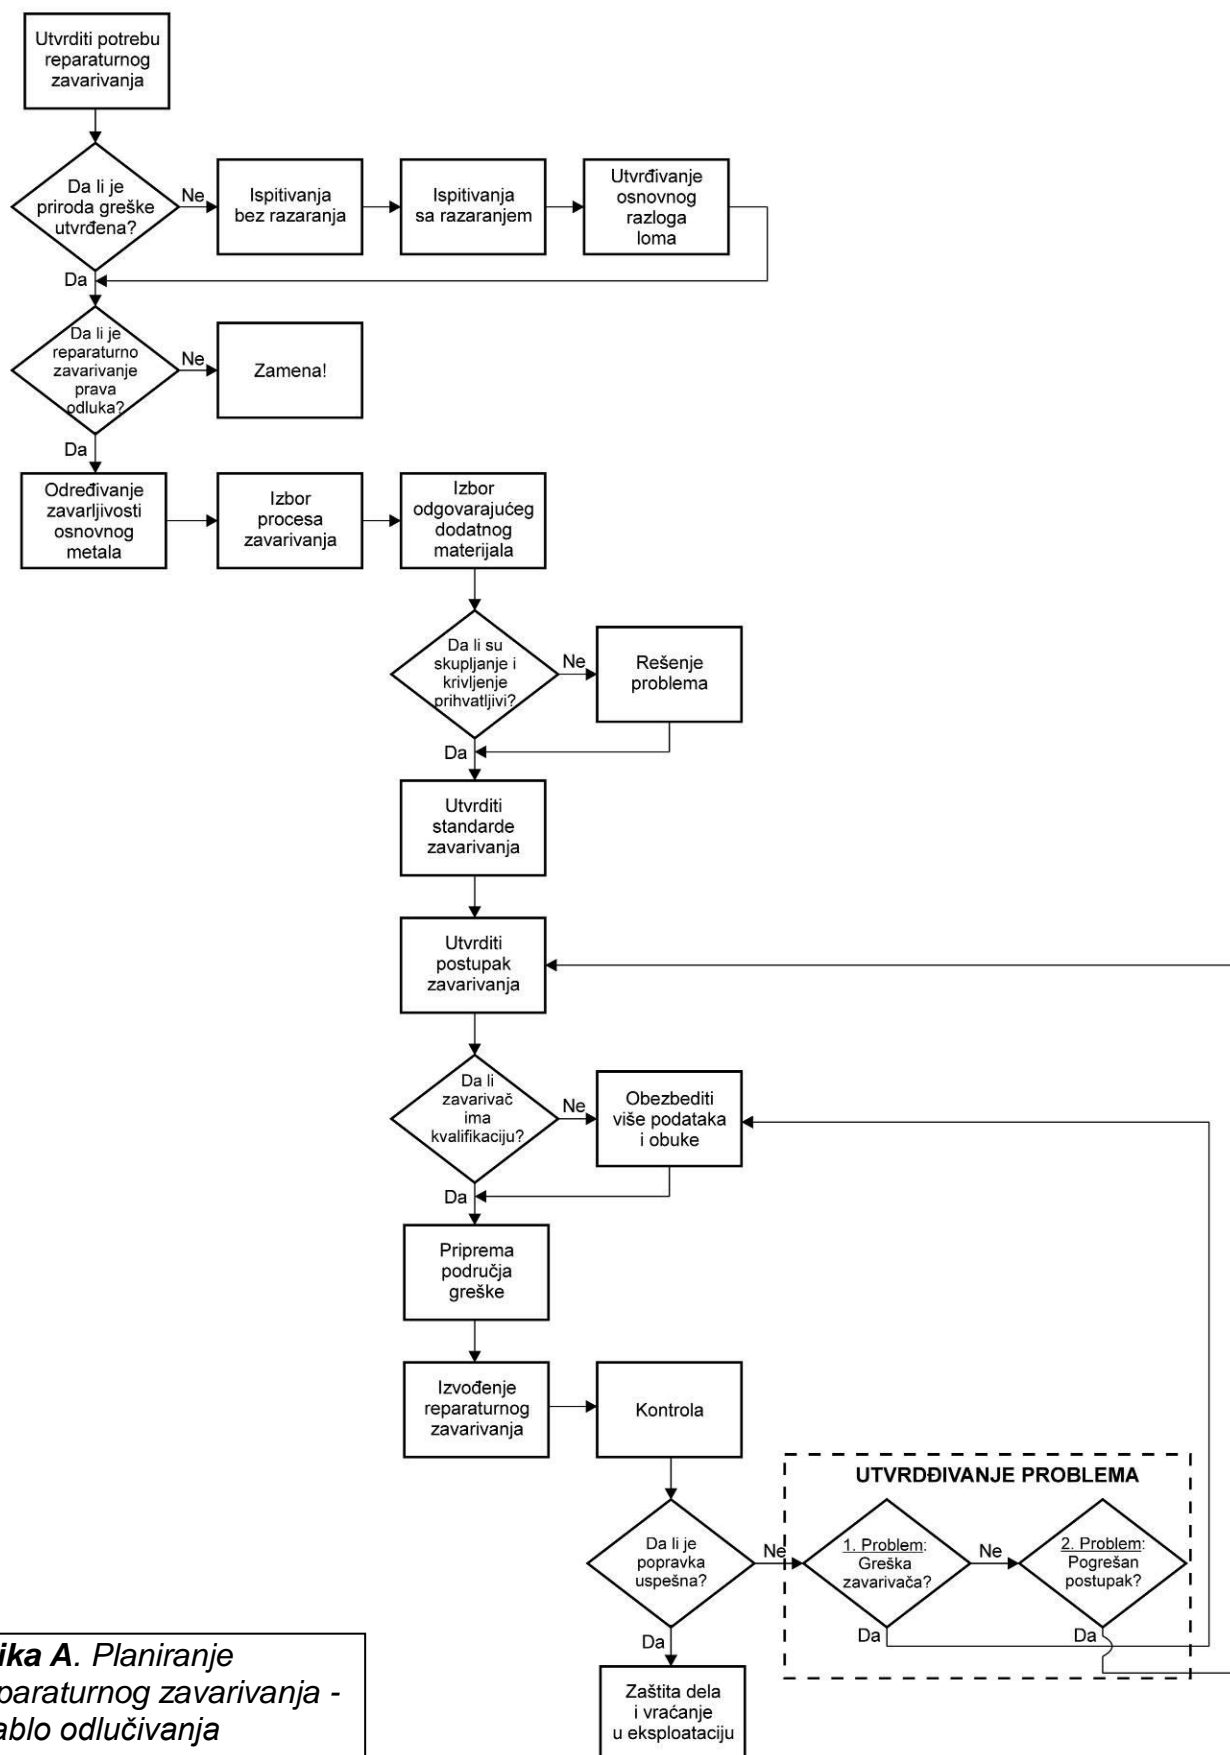 Utvrditi potrebu
reparaturnog
zavarivanja
Da li je
priroda greške
utvrđena?
Ne
Ispitivanja
bez razaranja
Ispitivanja
sa razaranjem
Utvrđivanje
osnovnog
razloga
loma
Da
Da li je
reparaturno
zavarivanje
prava
odluka?
Ne
Zamena!
Da
Određivanje
zavarljivosti
osnovnog
metala
Izbor
procesa
zavarivanja
Izbor
odgovarajućeg
dodatnog
materijala
Da li su
skupljanje i
krivljenje
prihvatljivi?
Ne
Rešenje
problema
Da
Utvrditi
standarde
zavarivanja
Utvrditi
postupak
zavarivanja
Da li
zavarivač
ima
kvalifikaciju?
Ne
Obezbediti
više podataka
i obuke
Da
Priprema
područja
greške
Izvođenje
reparaturnog
zavarivanja
Kontrola
Da li je
popravka
uspešna?
Ne
UTVRDĐIVANJE PROBLEMA
1. Problem:
Greška
zavarivača?
Ne
2. Problem:
Pogrešan
postupak?
Da
Da
Da
Zaštita dela
i vraćanje
u eksploataciju
ika A. Planiranje
paraturnog zavarivanja -
ablo odlučivanja